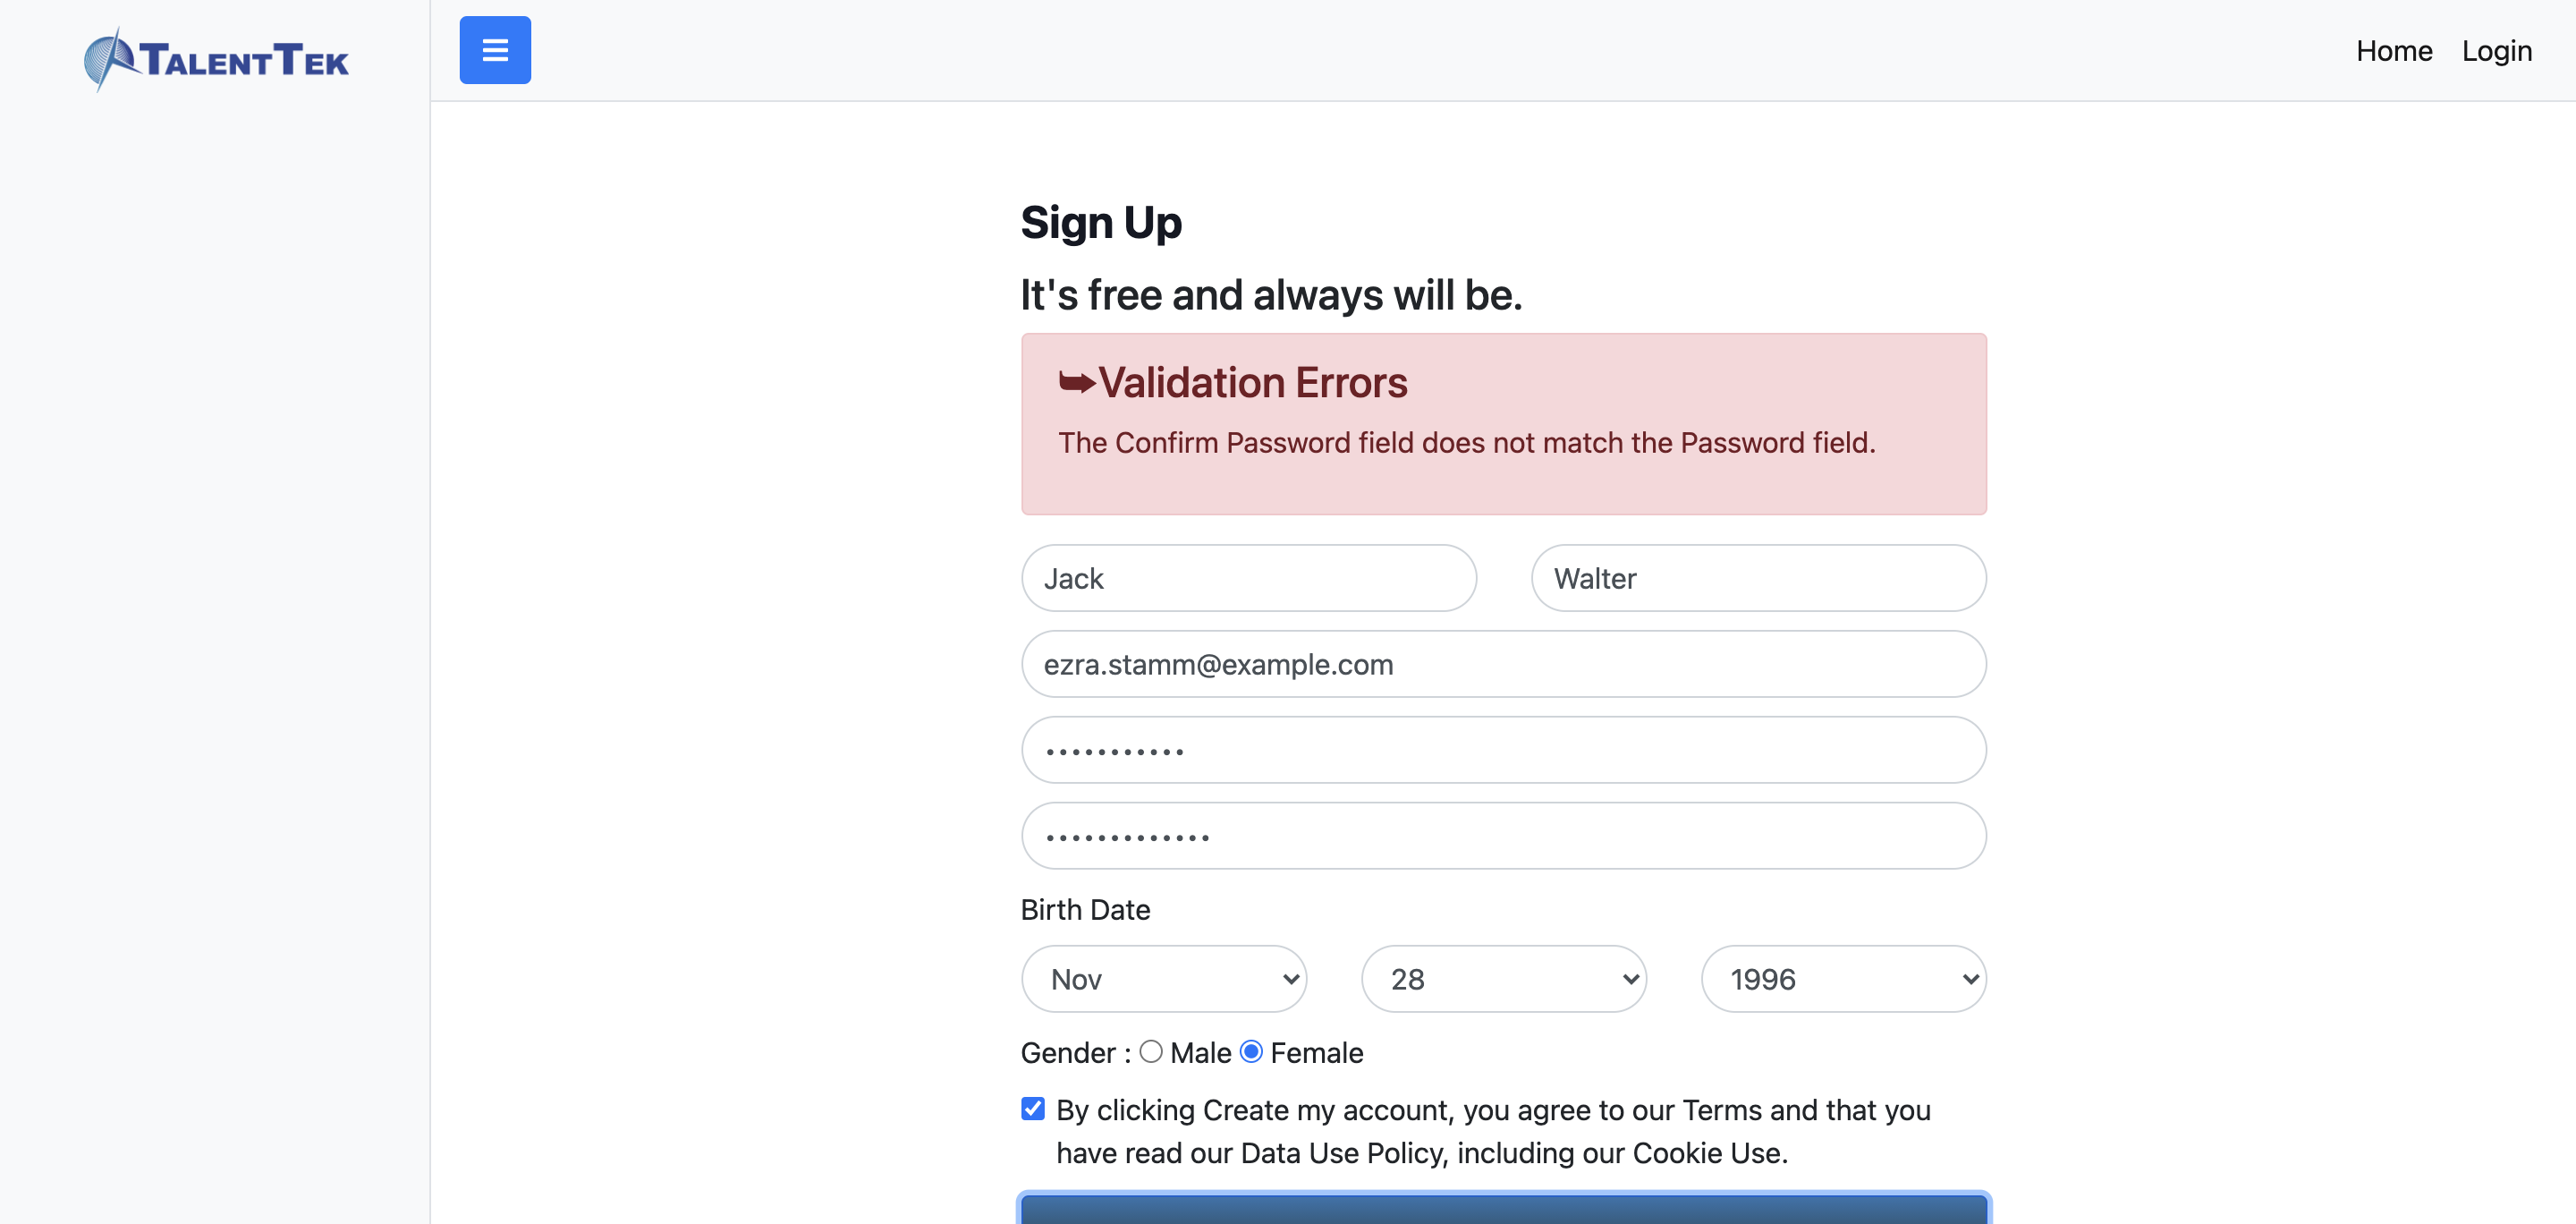 TALENTTEK
Home Login
Sign Up
It's free and always will be.
➥Validation Errors
The Confirm Password field does not match the Password field.
Jack Walter
ezra.stamm@example.com
•••••••••••
•••••••••••••
Birth Date
Nov 28 1996
Gender : Male Female
By clicking Create my account, you agree to our Terms and that you
have read our Data Use Policy, including our Cookie Use.